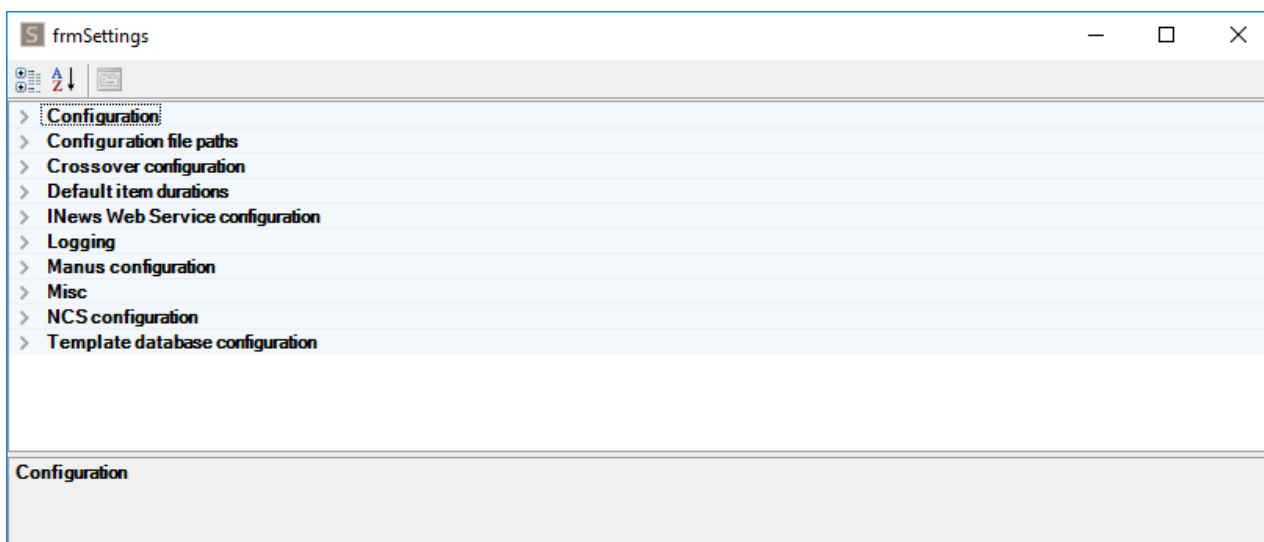 S frmSettings
A
Z
Configuration
Configuration file paths
Crossover configuration
Default item durations
INews Web Service configuration
Logging
Manus configuration
Misc
NCS configuration
Template database configuration
Configuration